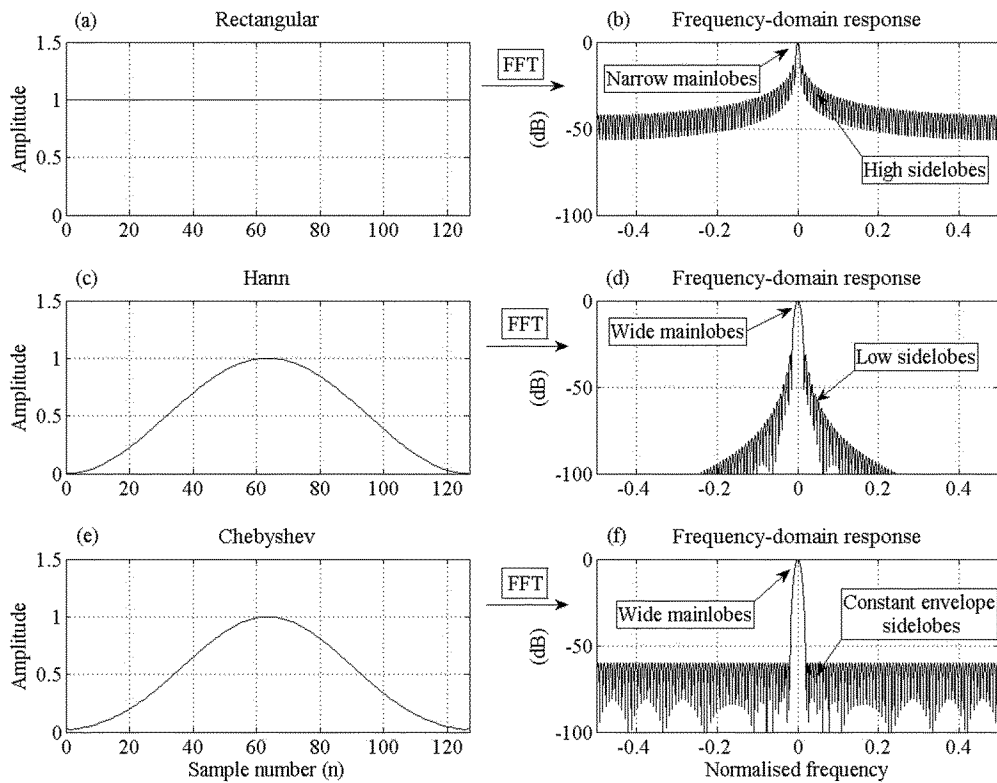 (a) Rectangular
1.5
1
0.5
0
Amplitude
0 20 40 60 80 100 120
FFT
(b) Frequency-domain response
0
-50
-100
(dB)
Narrow mainlobes
High sidelobes
-0.4 -0.2 0 0.2 0.4
(c) Hann
1.5
1
0.5
0
Amplitude
0 20 40 60 80 100 120
FFT
(d) Frequency-domain response
0
-50
-100
(dB)
Wide mainlobes
Low sidelobes
-0.4 -0.2 0 0.2 0.4
(e) Chebyshev
1.5
1
0.5
0
Amplitude
0 20 40 60 80 100 120
Sample number (n)
FFT
(f) Frequency-domain response
0
-50
-100
(dB)
Wide mainlobes
Constant envelope
sidelobes
-0.4 -0.2 0 0.2 0.4
Normalised frequency